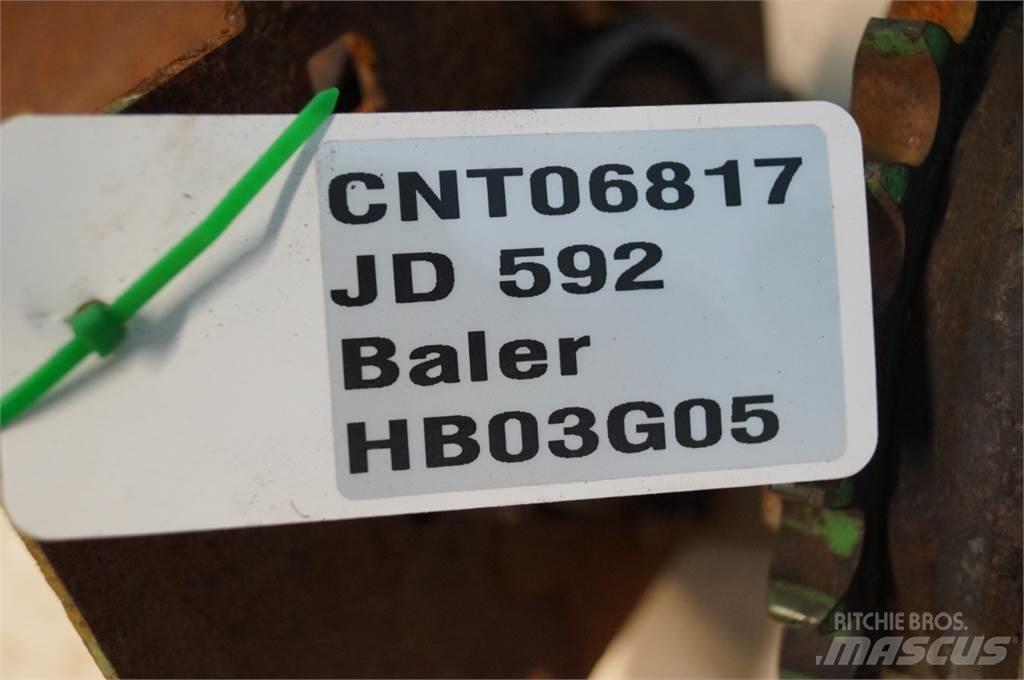 CNT06817
JD 592
Baler
HB03G05
RITCHIE BROS.
MASCUS